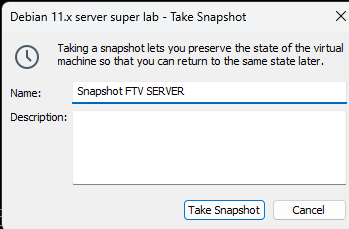 Debian 11.x server super lab - Take Snapshot
Taking a snapshot lets you preserve the state of the virtual
machine so that you can return to the same state later.
Name:
Snapshot FTV SERVER
Description:
Take Snapshot
Cancel